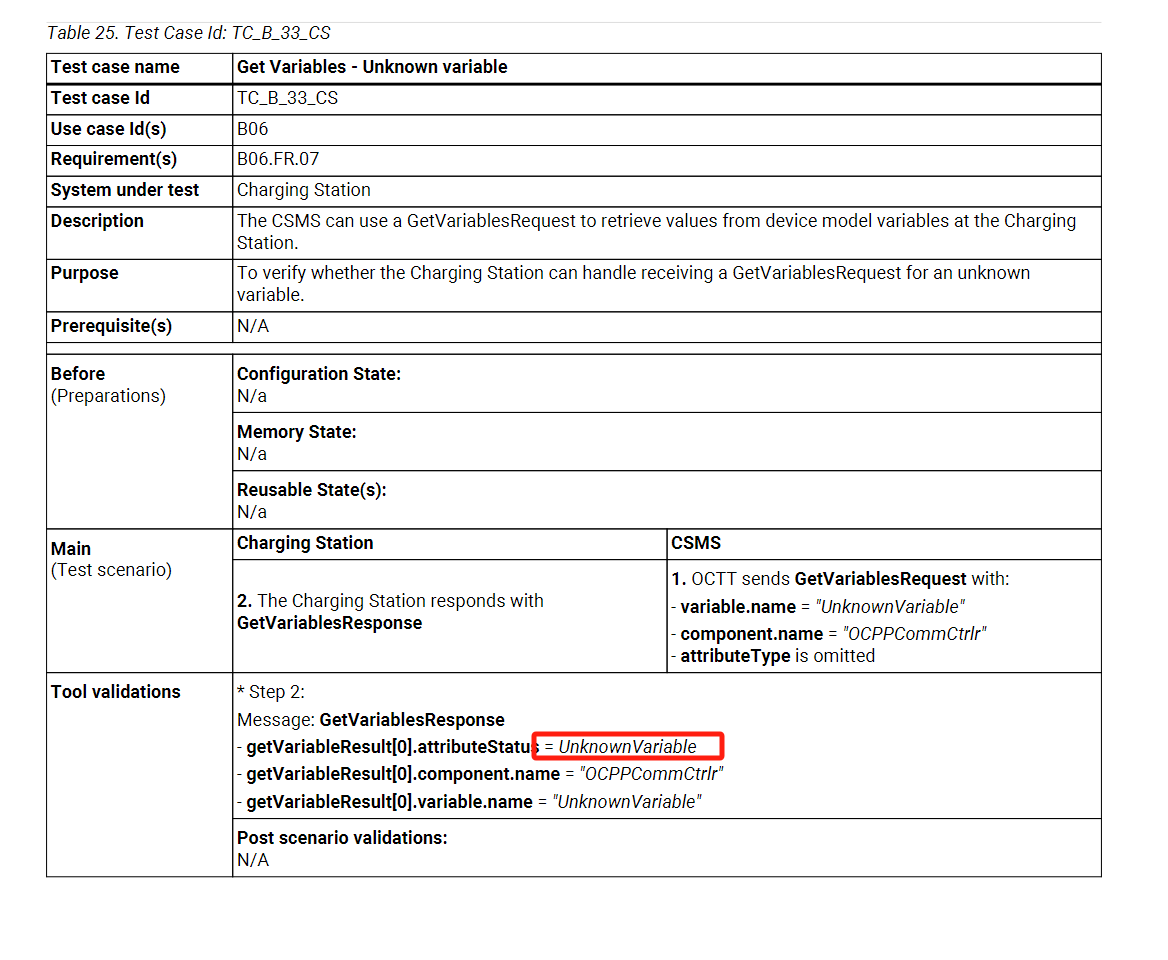 Table 25. Test Case Id: TC_B_33_CS
Test case name Get Variables - Unknown variable
Test case Id TC_B_33_CS
Use case Id(s) B06
Requirement(s) B06.FR.07
System under test Charging Station
Description The CSMS can use a GetVariablesRequest to retrieve values from device model variables at the Charging
Station.
Purpose To verify whether the Charging Station can handle receiving a GetVariablesRequest for an unknown
variable.
Prerequisite(s) N/A
Before
(Preparations)
Configuration State:
N/a
Memory State:
N/a
Reusable State(s):
N/a
Main
(Test scenario)
Charging Station
2. The Charging Station responds with
GetVariablesResponse
CSMS
1. OCTT sends GetVariablesRequest with:
- variable.name = "UnknownVariable"
- component.name = "OCPPCommCtrlr"
- attributeType is omitted
Tool validations
* Step 2:
Message: GetVariablesResponse
- getVariableResult[0].attributeStatus = UnknownVariable
- getVariableResult[0].component.name = "OCPPCommCtrlr"
- getVariableResult[0].variable.name = "UnknownVariable"
Post scenario validations:
N/A